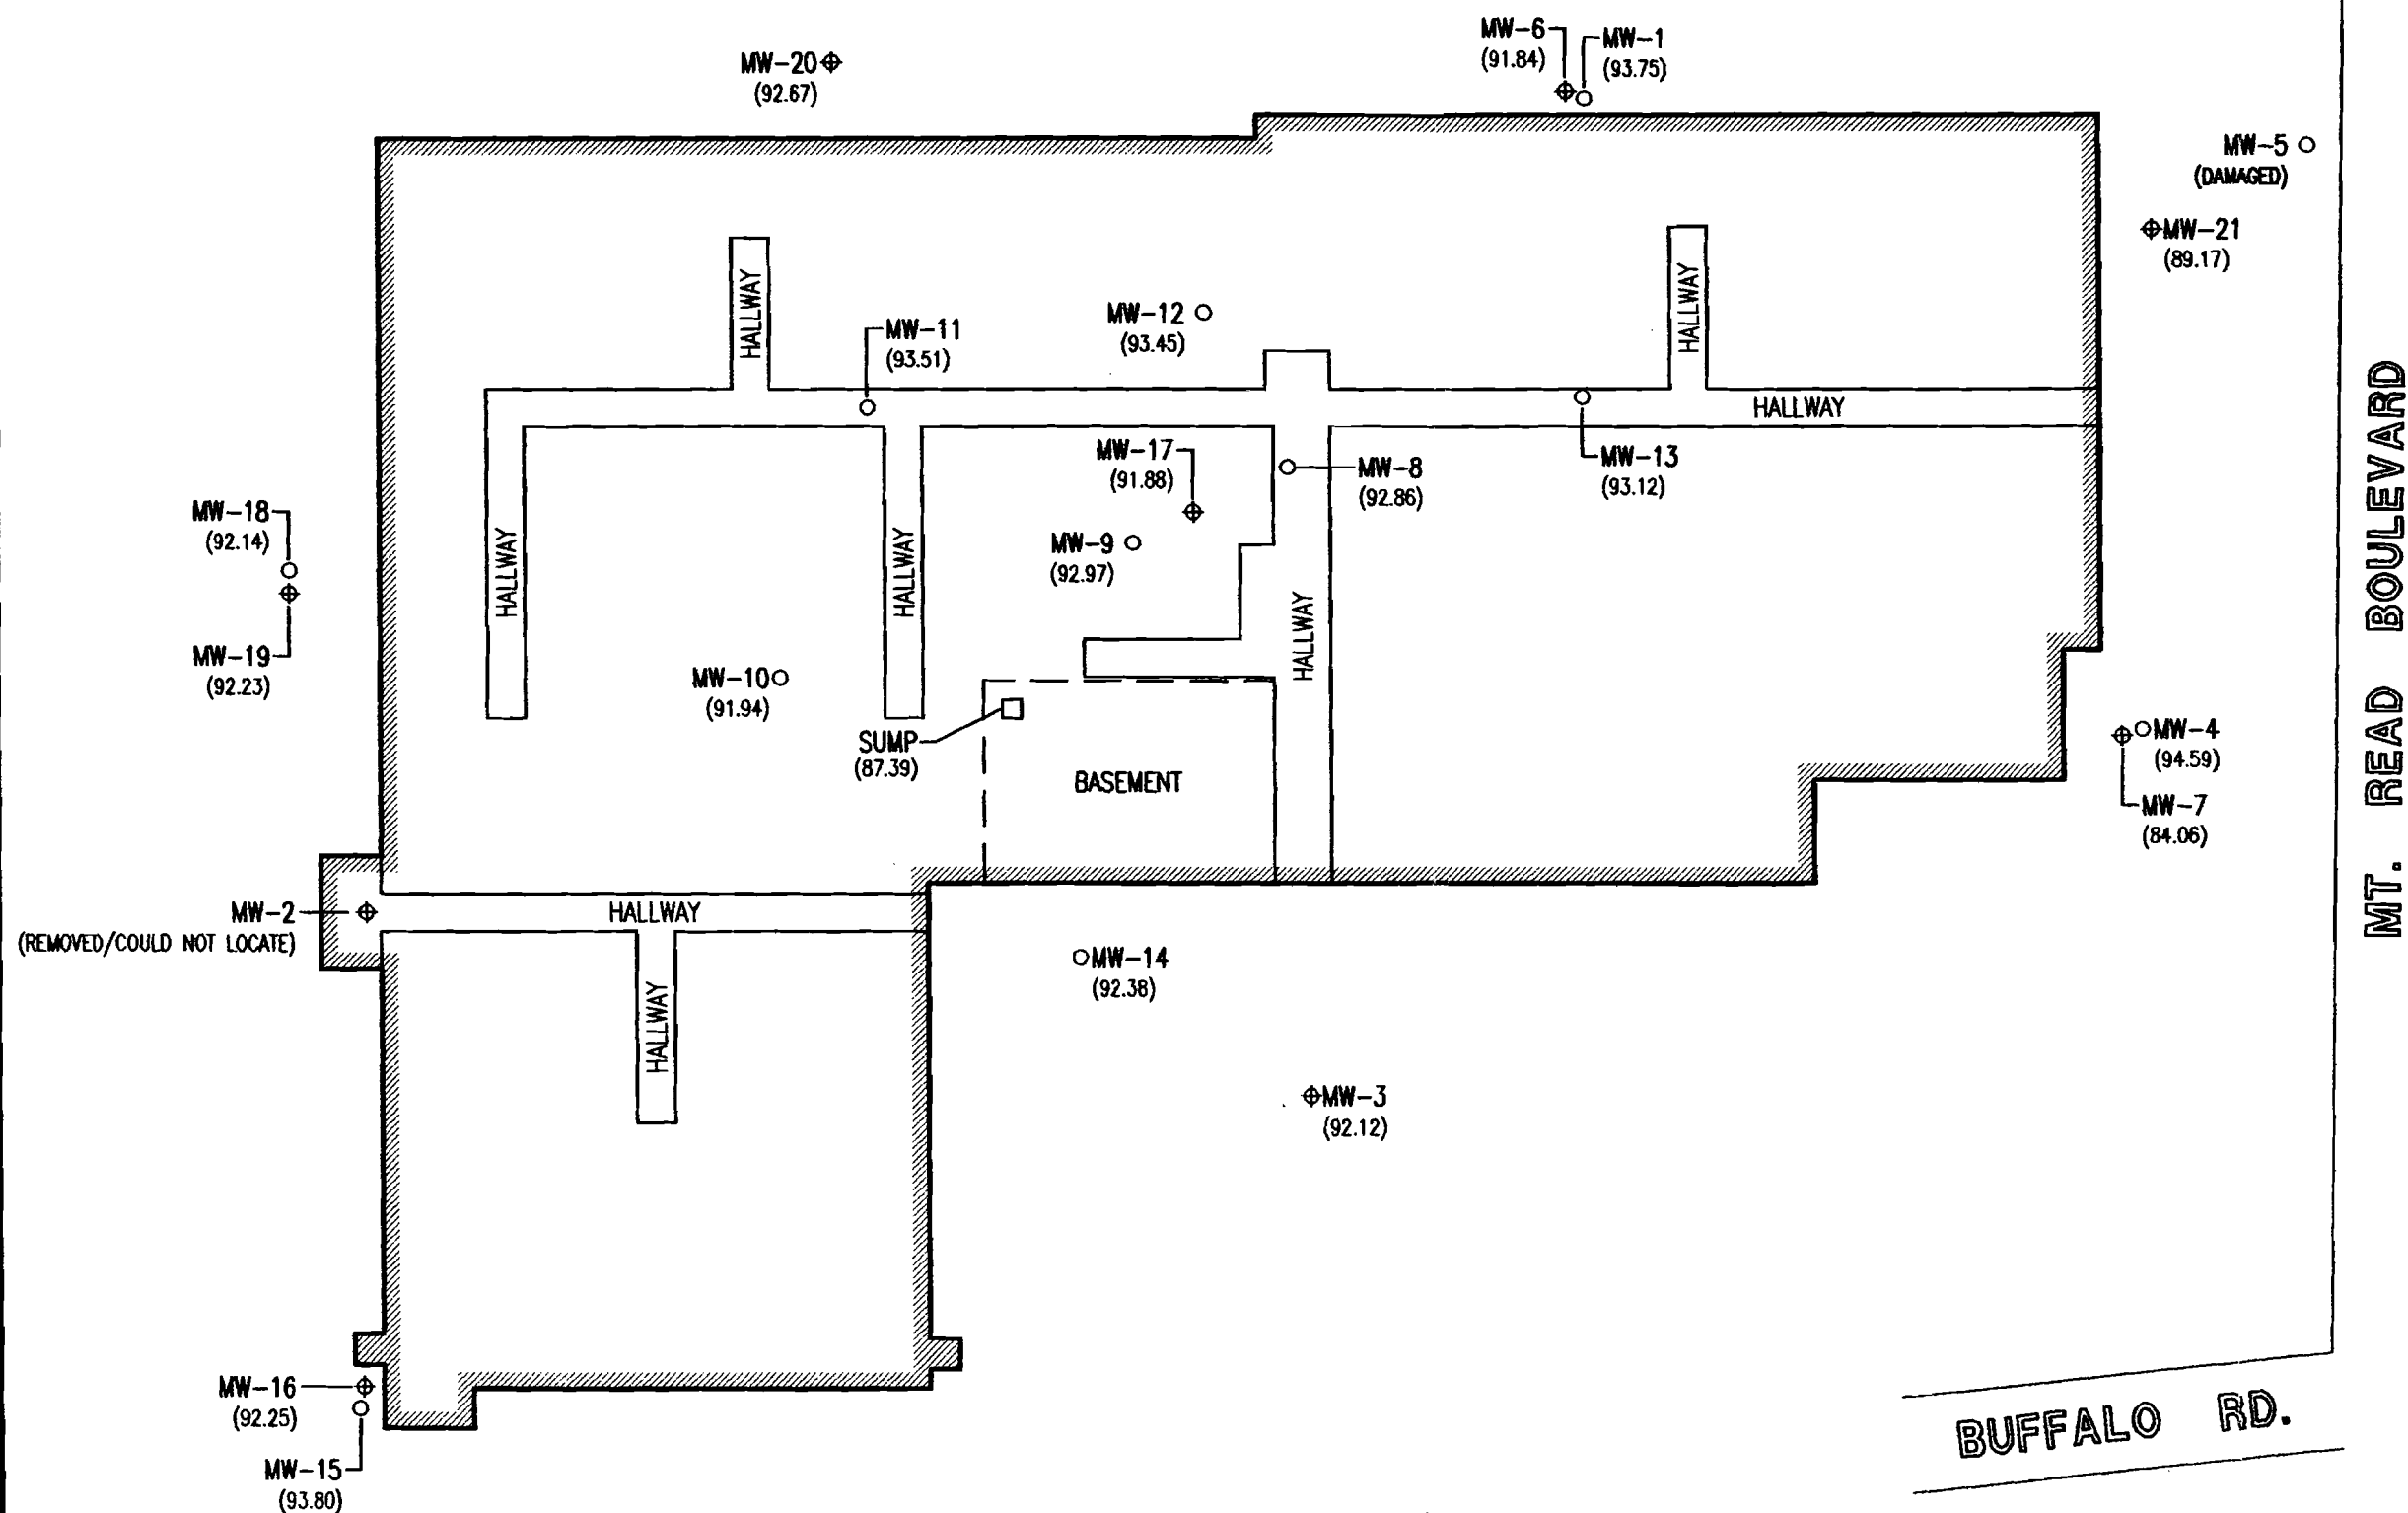 MW-6
(91.84)
MW-1
(93.75)
MW-20
(92.67)
MW-5
(DAMAGED)
MW-21
(89.17)
HALLWAY
HALLWAY
MW-12
(93.45)
MW-11
(93.51)
HALLWAY
MW-17
(91.88)
MW-8
(92.86)
MW-13
(93.12)
MW-18
(92.14)
MW-9
(92.97)
HALLWAY
HALLWAY
HALLWAY
MW-19
(92.23)
MW-10
(91.94)
SUMP
(87.39)
BASEMENT
MW-4
(94.59)
MW-7
(84.06)
MT. READ BOULEVARD
MW-2
(REMOVED/COULD NOT LOCATE)
HALLWAY
MW-14
(92.38)
HALLWAY
MW-3
(92.12)
MW-16
(92.25)
MW-15
(93.80)
BUFFALO RD.